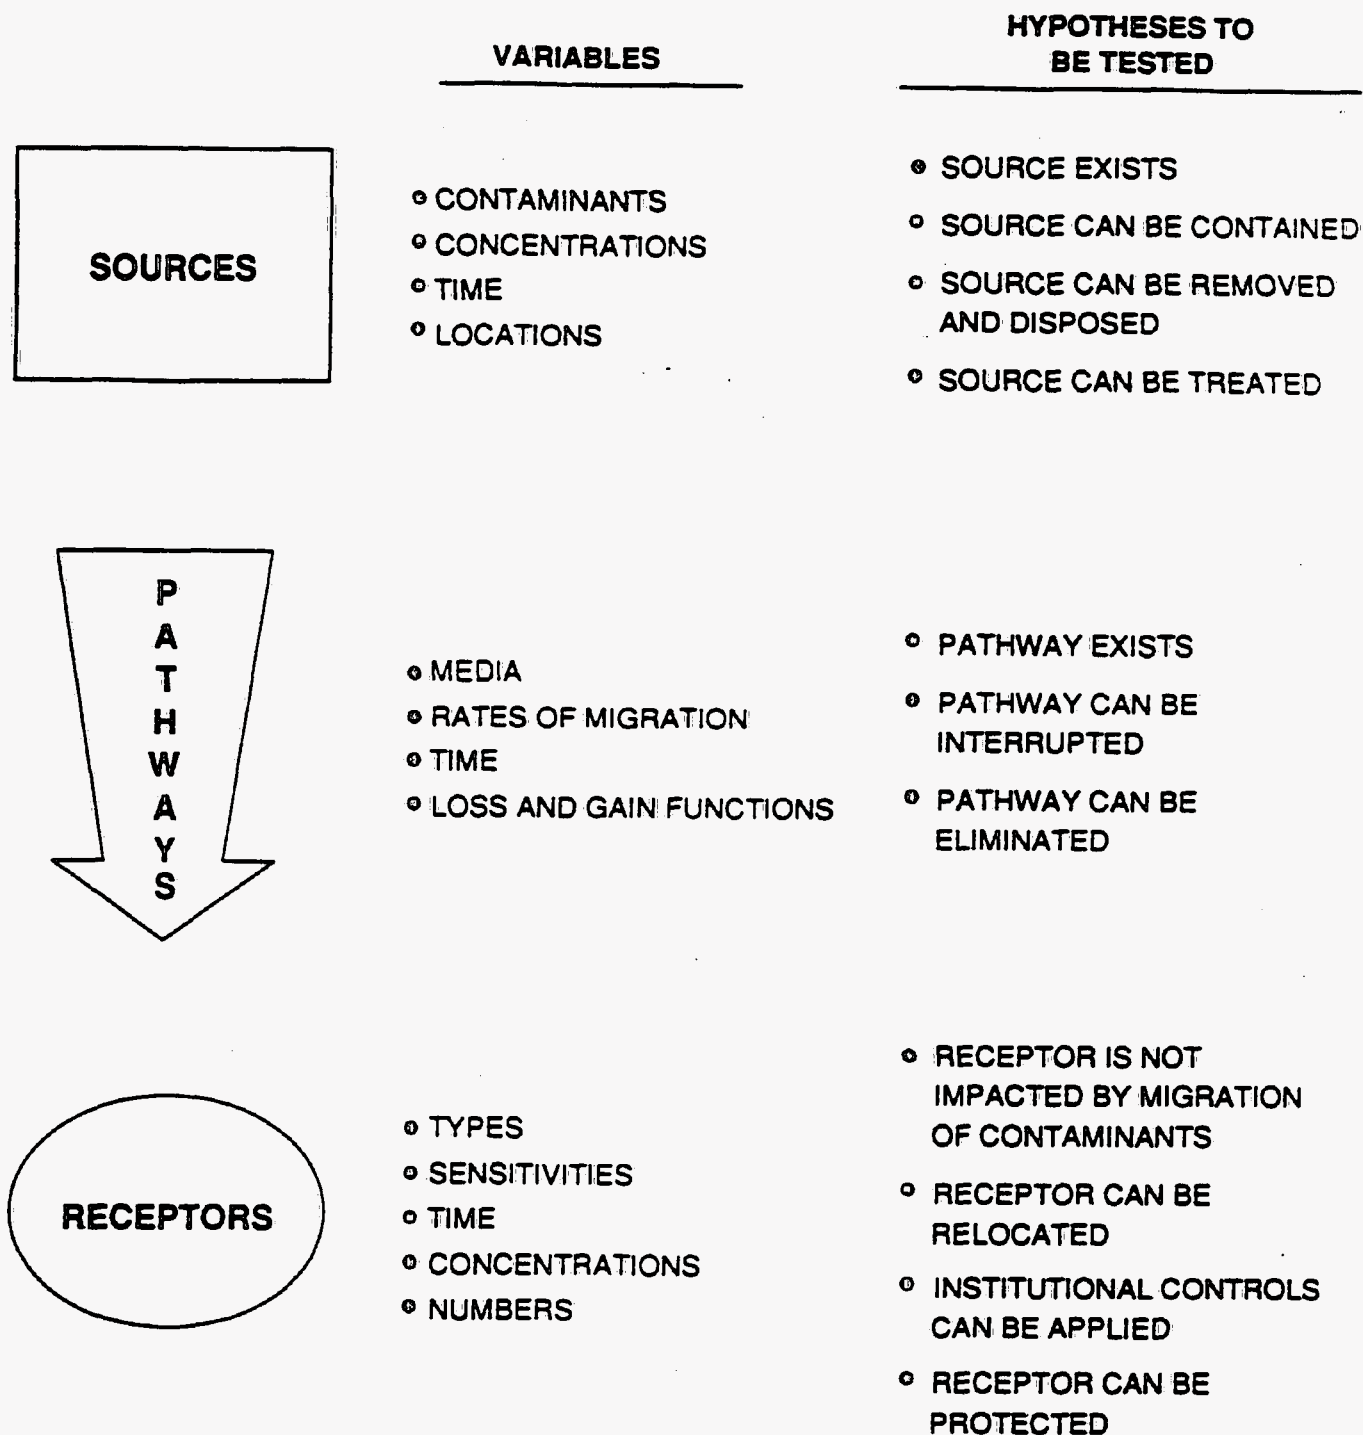 VARIABLES
HYPOTHESES TO
BE TESTED
SOURCES
° CONTAMINANTS
° CONCENTRATIONS
° TIME
° LOCATIONS
° SOURCE EXISTS
° SOURCE CAN BE CONTAINED
° SOURCE CAN BE REMOVED
AND DISPOSED
° SOURCE CAN BE TREATED
P
A
T
H
W
A
Y
S
° MEDIA
° RATES OF MIGRATION
° TIME
° LOSS AND GAIN FUNCTIONS
° PATHWAY EXISTS
° PATHWAY CAN BE
INTERRUPTED
° PATHWAY CAN BE
ELIMINATED
RECEPTORS
° TYPES
° SENSITIVITIES
° TIME
° CONCENTRATIONS
° NUMBERS
° RECEPTOR IS NOT
IMPACTED BY MIGRATION
OF CONTAMINANTS
° RECEPTOR CAN BE
RELOCATED
° INSTITUTIONAL CONTROLS
CAN BE APPLIED
° RECEPTOR CAN BE
PROTECTED